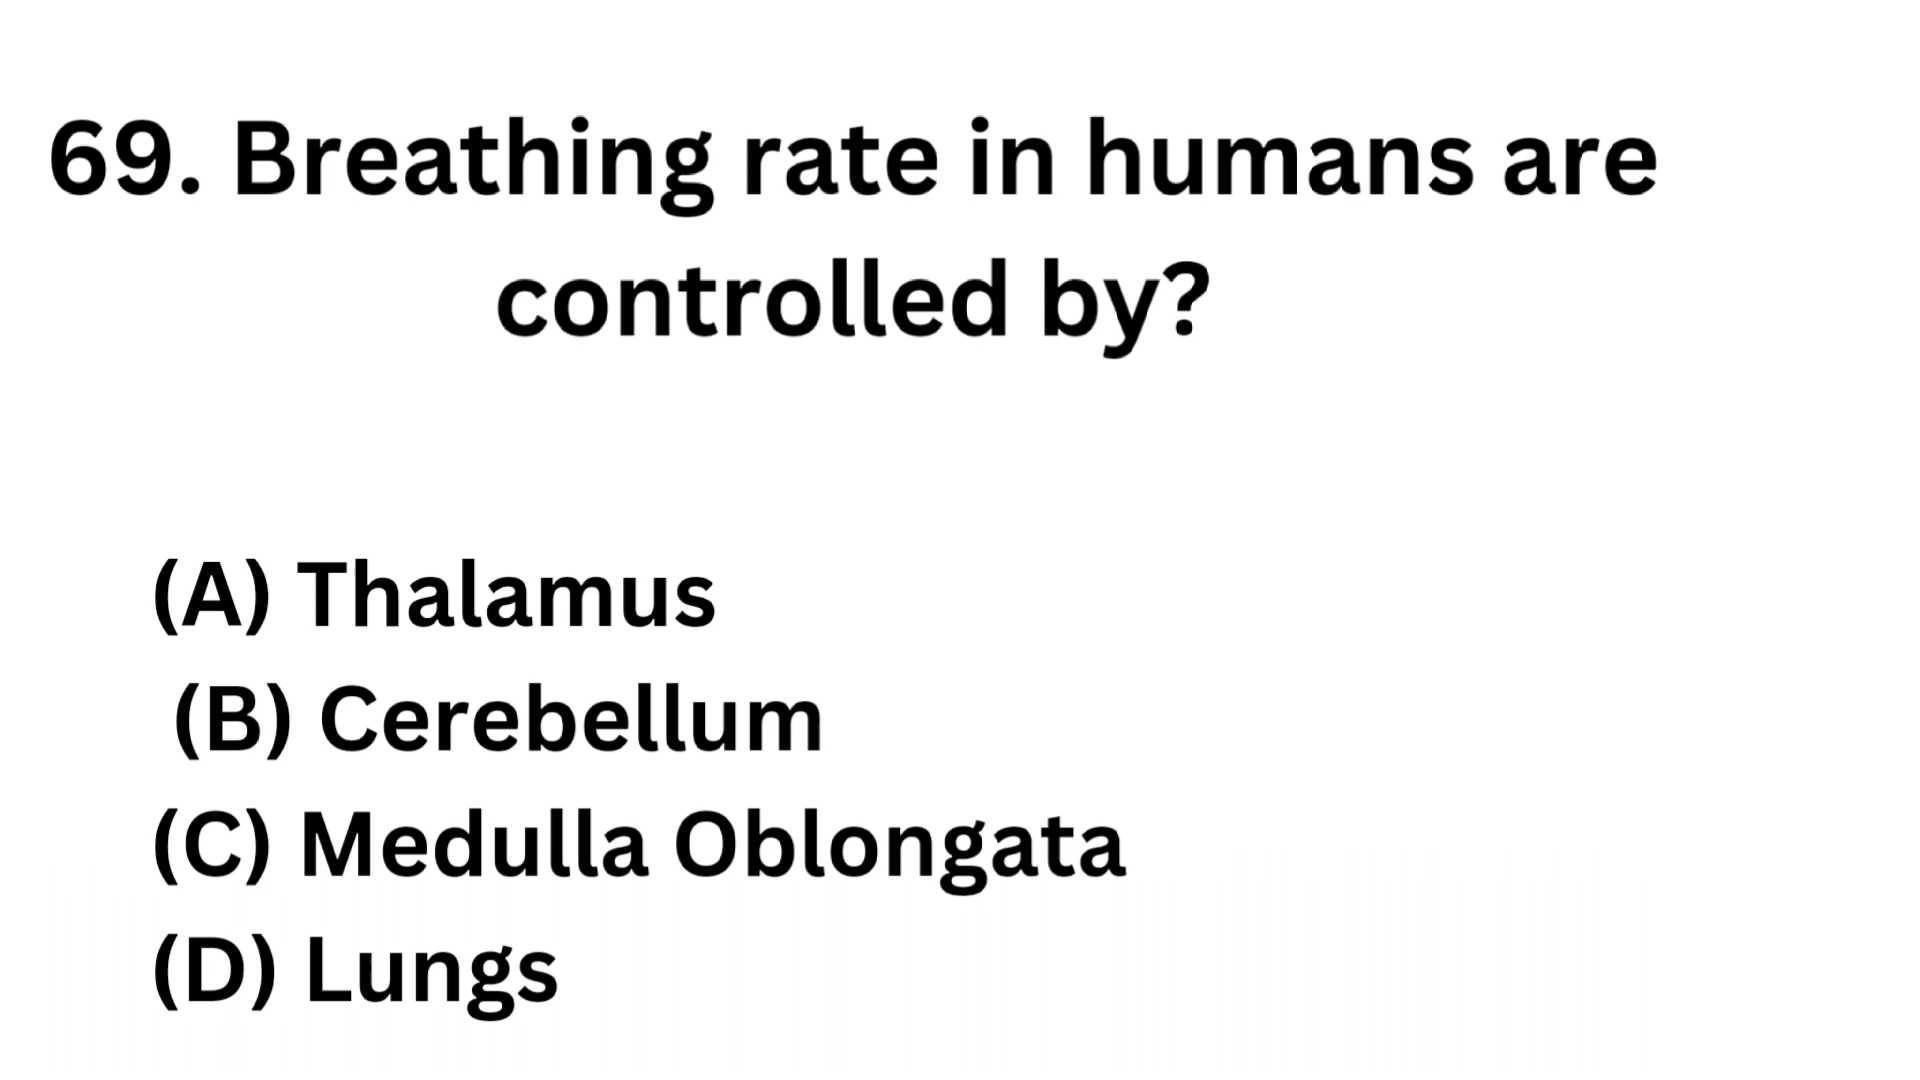 69. Breathing rate in humans are
controlled by?
(A) Thalamus
(B) Cerebellum
(C) Medulla Oblongata
(D) Lungs